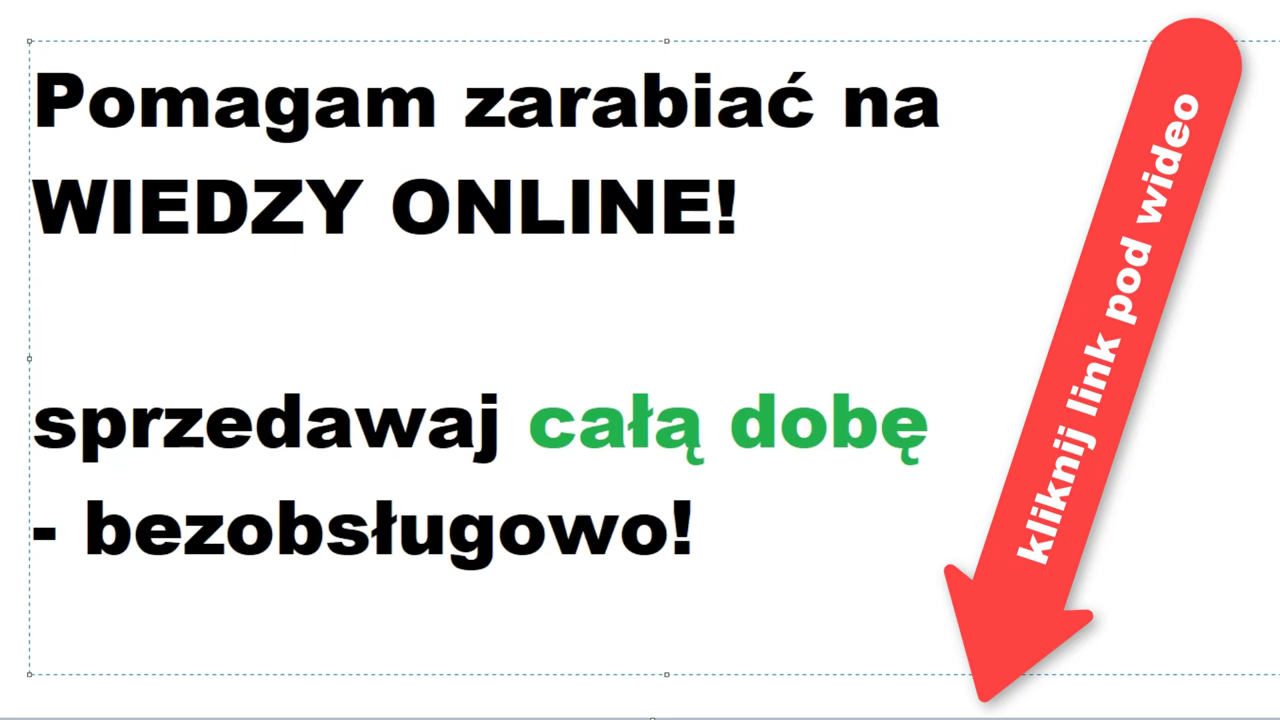 Pomagam zarabiać na
WIEDZY ONLINE!
sprzedawaj całą dobę
- bezobsługowo!
kliknij link pod wideo